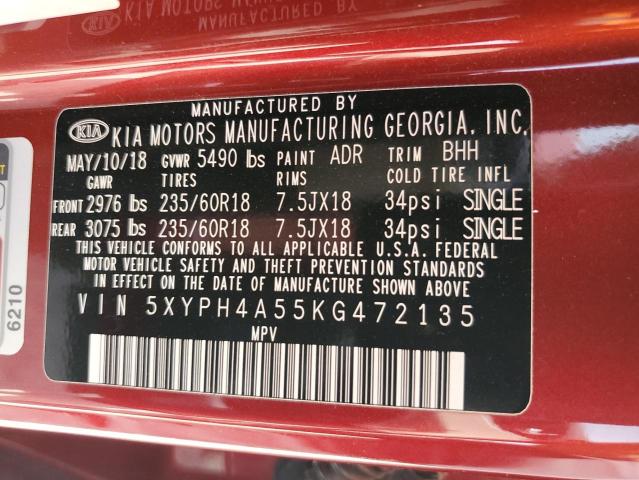 MANUFACTURED BY
KIA KIA MOTORS MANUFACTURING GEORGIA, INC.
MAY/10/18 GVWR 5490 lbs PAINT ADR TRIM BHH
GAWR TIRES RIMS COLD TIRE INFL
FRONT 2976 lbs 235/60R18 7.5JX18 34psi SINGLE
REAR 3075 lbs 235/60R18 7.5JX18 34psi SINGLE
THIS VEHICLE CONFORMS TO ALL APPLICABLE U.S.A. FEDERAL
MOTOR VEHICLE SAFETY AND THEFT PREVENTION STANDARDS
IN EFFECT ON THE DATE OF MANUFACTURE SHOWN ABOVE.
VIN 5XYPH4A55KG472135
MPV
6210